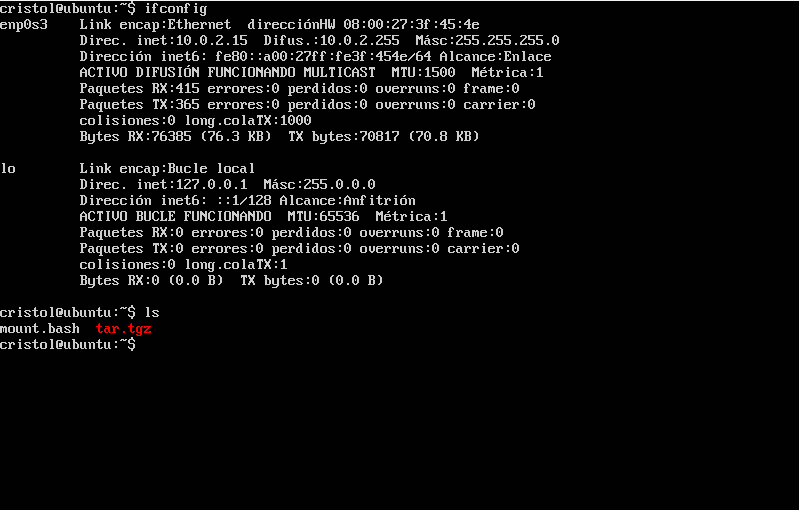 cristol@ubuntu:~$ ifconfig
enp0s3    Link encap:Ethernet  direcciónHW 08:00:27:3f:45:4e
          Direc. inet:10.0.2.15  Difus.:10.0.2.255  Másc:255.255.255.0
          Dirección inet6: fe80::a00:27ff:fe3f:454e/64 Alcance:Enlace
          ACTIVO DIFUSIÓN FUNCIONANDO MULTICAST  MTU:1500  Métrica:1
          Paquetes RX:415 errores:0 perdidos:0 overruns:0 frame:0
          Paquetes TX:365 errores:0 perdidos:0 overruns:0 carrier:0
          colisiones:0 long.colaTX:1000
          Bytes RX:76385 (76.3 KB)  TX bytes:70817 (70.8 KB)

lo        Link encap:Bucle local
          Direc. inet:127.0.0.1  Másc:255.0.0.0
          Dirección inet6: ::1/128 Alcance:Anfitrión
          ACTIVO BUCLE FUNCIONANDO  MTU:65536  Métrica:1
          Paquetes RX:0 errores:0 perdidos:0 overruns:0 frame:0
          Paquetes TX:0 errores:0 perdidos:0 overruns:0 carrier:0
          colisiones:0 long.colaTX:1
          Bytes RX:0 (0.0 B)  TX bytes:0 (0.0 B)

cristol@ubuntu:~$ ls
mount.bash  tar.tgz
cristol@ubuntu:~$